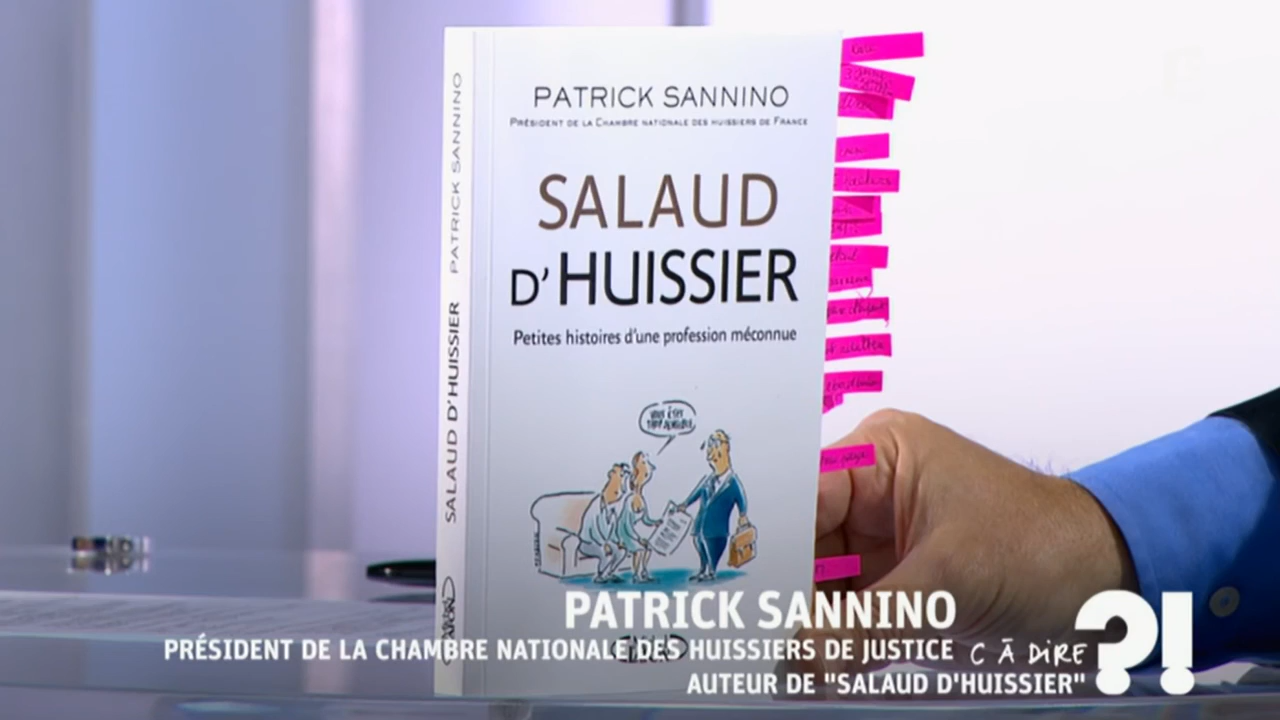 PATRICK SANNINO
PRÉSIDENT DE LA CHAMBRE NATIONALE DES HUISSIERS DE FRANCE
SALAUD
D'HUISSIER
Petites histoires d'une profession méconnue
VOUS ÊTES
SALAUD D'HUISSIER PATRICK SANNINO
PATRICK SANNINO
PRÉSIDENT DE LA CHAMBRE NATIONALE DES HUISSIERS DE JUSTICE
C À DIRE ?!
AUTEUR DE "SALAUD D'HUISSIER"